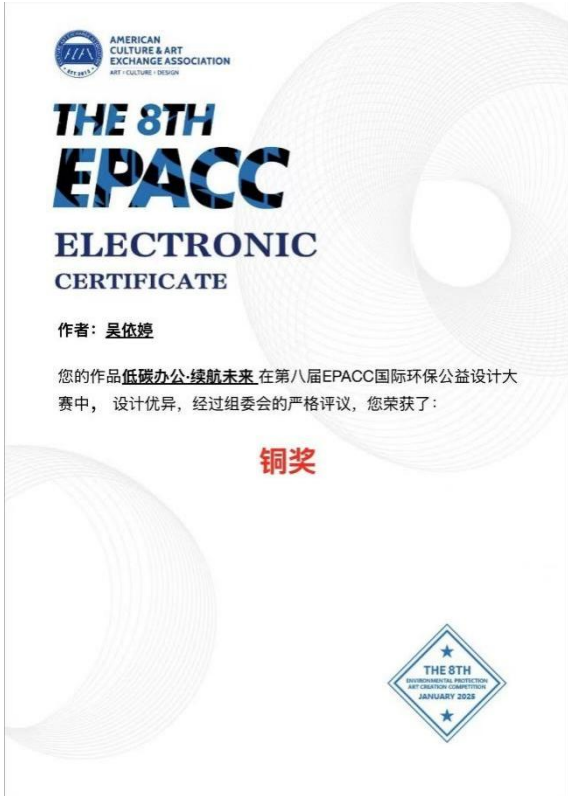 AMERICAN
CULTURE & ART
EXCHANGE ASSOCIATION
ART • CULTURE • DESIGN
THE 8TH
EPACC
ELECTRONIC
CERTIFICATE
作者：吴依婷
您的作品低碳办公·续航未来 在第八届EPACC国际环保公益设计大
赛中， 设计优异，经过组委会的严格评议，您荣获了：
铜奖
THE 8TH
ENVIRONMENTAL PROTECTION
ART CREATION COMPETITION
JANUARY 2025